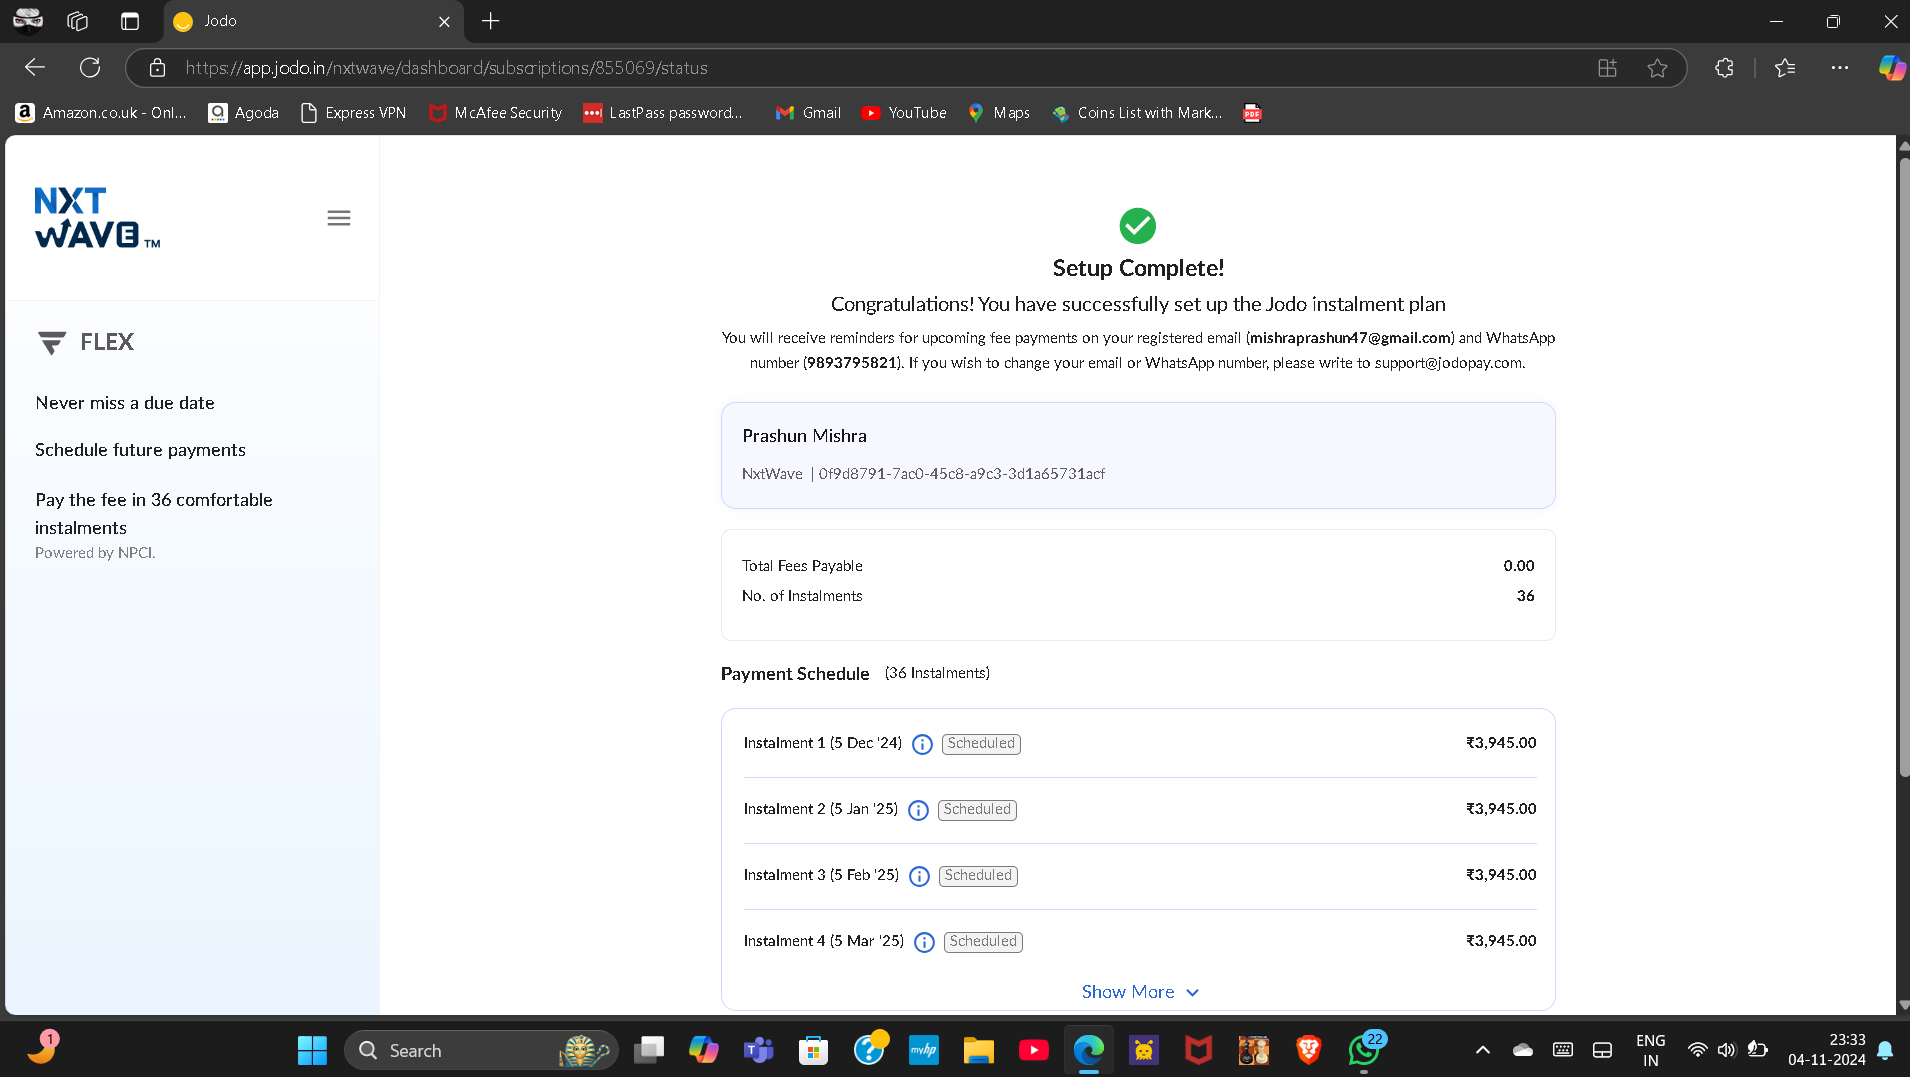 Jodo
https://app.jodo.in/nxtwave/dashboard/subscriptions/855069/status
Amazon.co.uk - Onl...
Agoda
Express VPN
McAfee Security
LastPass password...
Gmail
YouTube
Maps
Coins List with Mark...
PDF
NXT
WAVE TM
FLEX
Never miss a due date
Schedule future payments
Pay the fee in 36 comfortable
instalments
Powered by NPCI.
Setup Complete!
Congratulations! You have successfully set up the Jodo instalment plan
You will receive reminders for upcoming fee payments on your registered email (mishraprashun47@gmail.com) and WhatsApp
number (9893795821). If you wish to change your email or WhatsApp number, please write to support@jodopay.com.
Prashun Mishra
NxtWave | 0f9d8791-7ac0-45c8-a9c3-3d1a65731acf
Total Fees Payable 0.00
No. of Instalments 36
Payment Schedule (36 Instalments)
Instalment 1 (5 Dec '24) Scheduled ₹3,945.00
Instalment 2 (5 Jan '25) Scheduled ₹3,945.00
Instalment 3 (5 Feb '25) Scheduled ₹3,945.00
Instalment 4 (5 Mar '25) Scheduled ₹3,945.00
Show More
1
Search
myhp
22
ENG
IN
23:33
04-11-2024